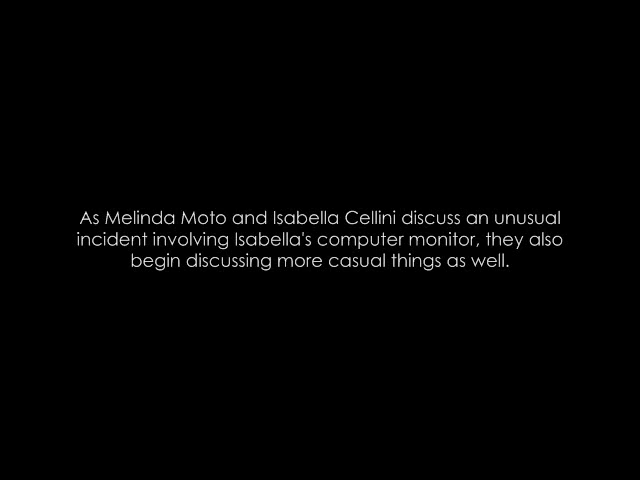 As Melinda Moto and Isabella Cellini discuss an unusual
incident involving Isabella's computer monitor, they also
begin discussing more casual things as well.